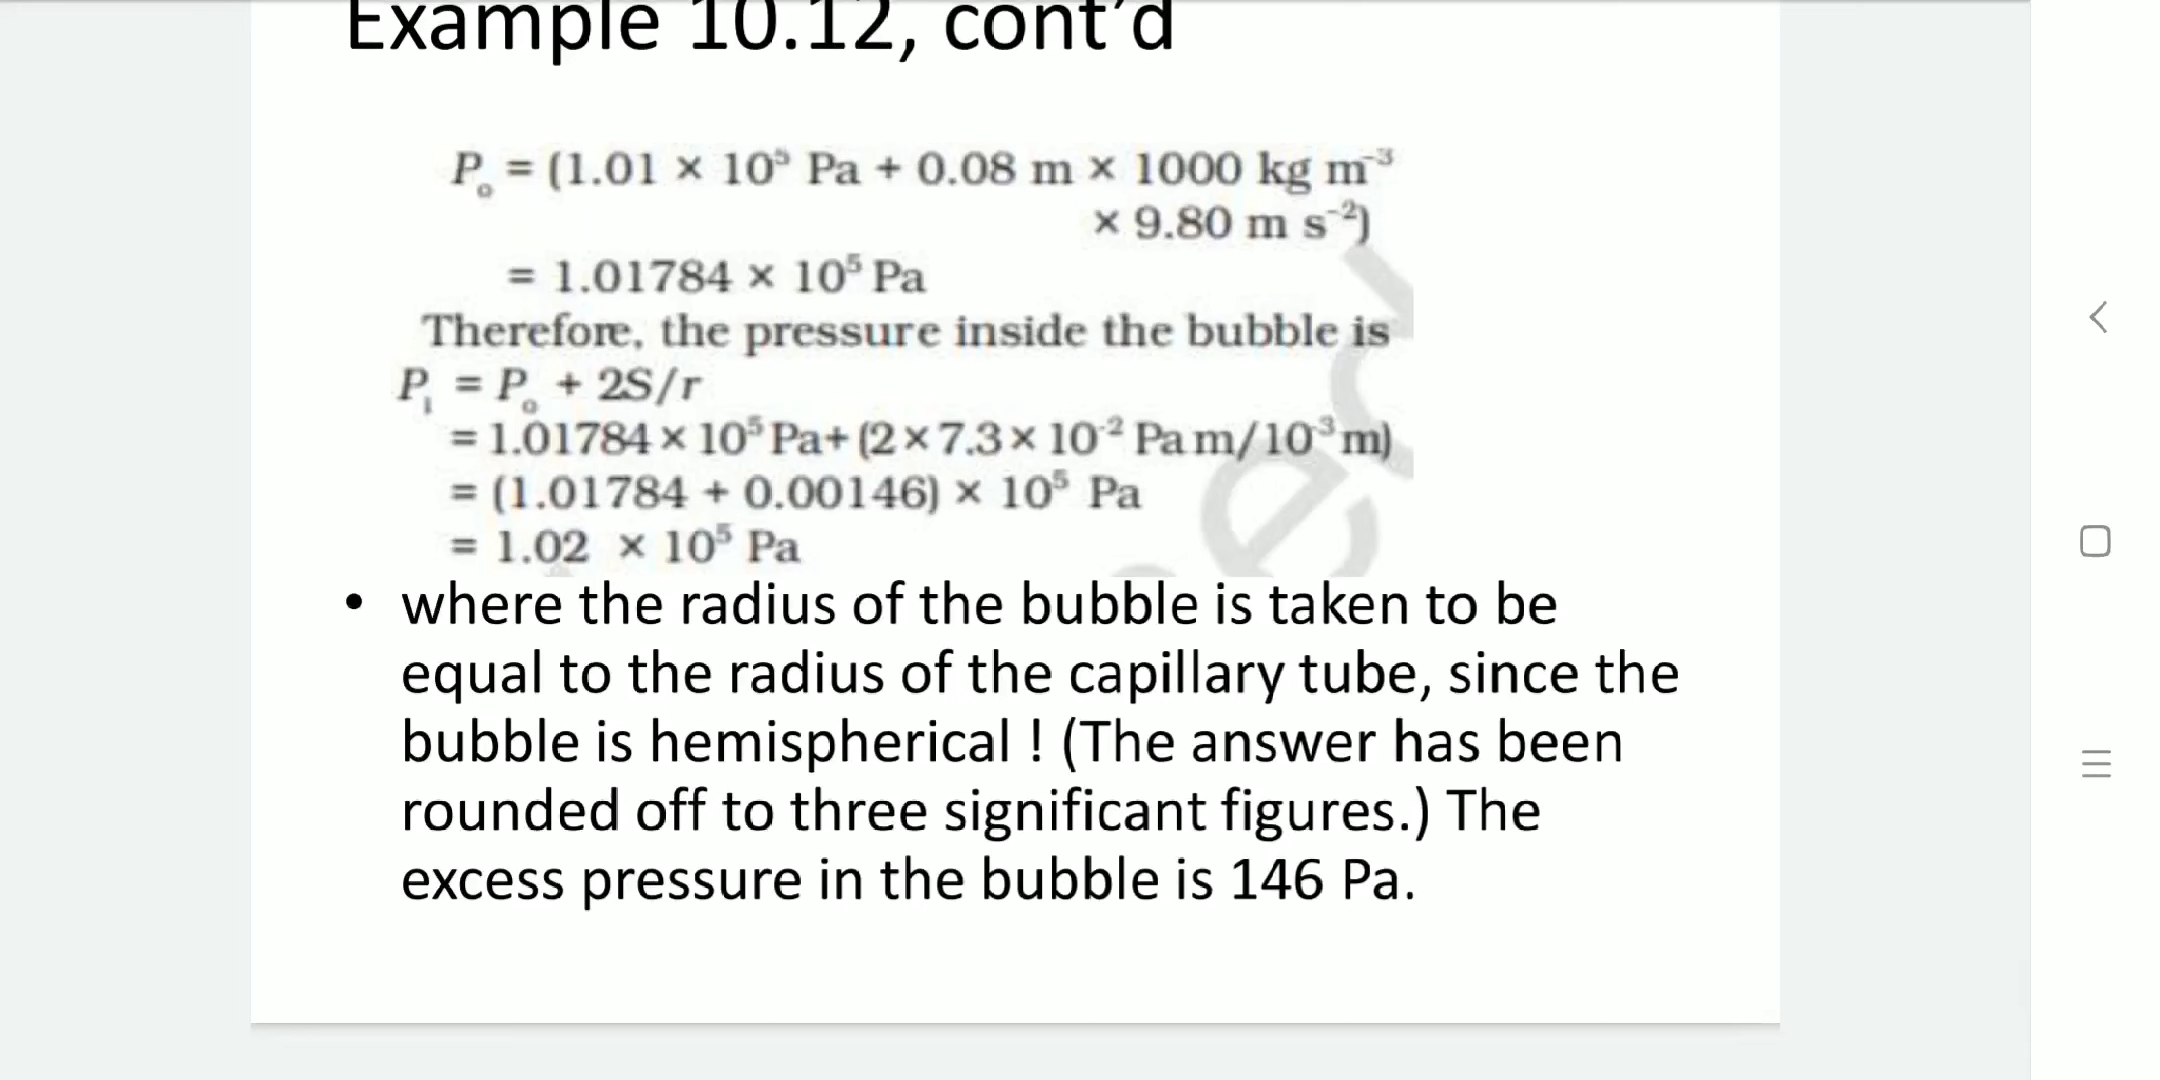 Example 10.12, cont'd
Pₒ = (1.01 × 10⁵ Pa + 0.08 m × 1000 kg m⁻³
× 9.80 m s⁻²)
= 1.01784 × 10⁵ Pa
Therefore, the pressure inside the bubble is
Pᵢ = Pₒ + 2S/r
= 1.01784 × 10⁵ Pa + (2 × 7.3 × 10⁻² Pa m/10⁻³ m)
= (1.01784 + 0.00146) × 10⁵ Pa
= 1.02 × 10⁵ Pa
• where the radius of the bubble is taken to be
equal to the radius of the capillary tube, since the
bubble is hemispherical ! (The answer has been
rounded off to three significant figures.) The
excess pressure in the bubble is 146 Pa.